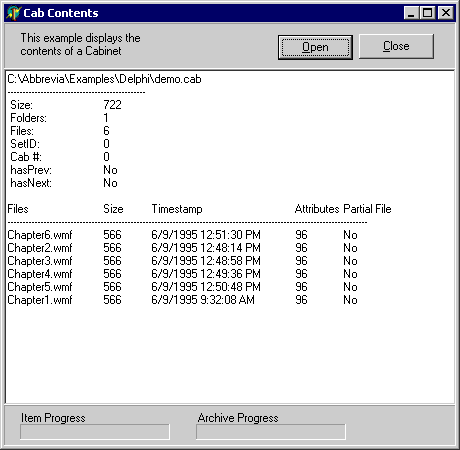 Cab Contents
This example displays the
contents of a Cabinet
Open
Close
C:\Abbrevia\Examples\Delphi\demo.cab
--------------------------------------------
Size: 722
Folders: 1
Files: 6
SetID: 0
Cab #: 0
hasPrev: No
hasNext: No
Files Size Timestamp Attributes Partial File
--------------------------------------------------------------------------------------------------------------------
Chapter6.wmf 566 6/9/1995 12:51:30 PM 96 No
Chapter2.wmf 566 6/9/1995 12:48:14 PM 96 No
Chapter3.wmf 566 6/9/1995 12:48:58 PM 96 No
Chapter4.wmf 566 6/9/1995 12:49:36 PM 96 No
Chapter5.wmf 566 6/9/1995 12:50:48 PM 96 No
Chapter1.wmf 566 6/9/1995 9:32:08 AM 96 No
Item Progress
Archive Progress